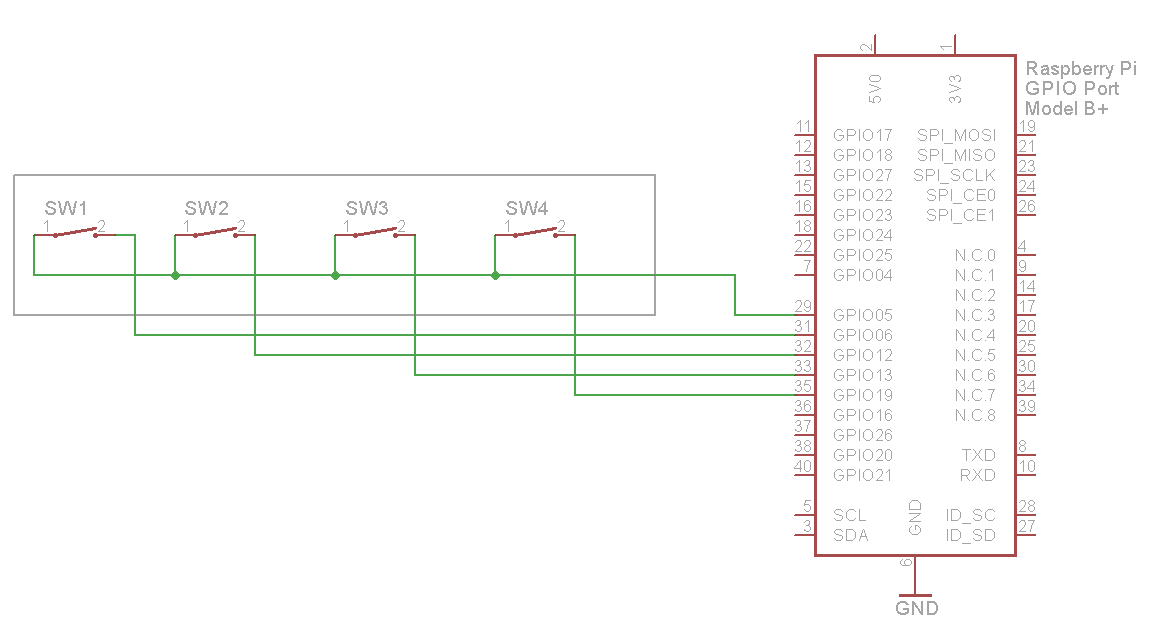 2
1
5V0
3V3
Raspberry Pi
GPIO Port
Model B+
11 GPIO17 SPI_MOSI 19
12 GPIO18 SPI_MISO 21
13 GPIO27 SPI_SCLK 23
15 GPIO22 SPI_CE0 24
16 GPIO23 SPI_CE1 26
18 GPIO24
22 GPIO25 N.C.0 4
7 GPIO04 N.C.1 9
N.C.2 14
29 GPIO05 N.C.3 17
31 GPIO06 N.C.4 20
32 GPIO12 N.C.5 25
33 GPIO13 N.C.6 30
35 GPIO19 N.C.7 34
36 GPIO16 N.C.8 39
37 GPIO26
38 GPIO20 TXD 8
40 GPIO21 RXD 10
5 SCL ID_SC 28
3 SDA ID_SD 27
GND
6
GND
SW1
1 2
SW2
1 2
SW3
1 2
SW4
1 2